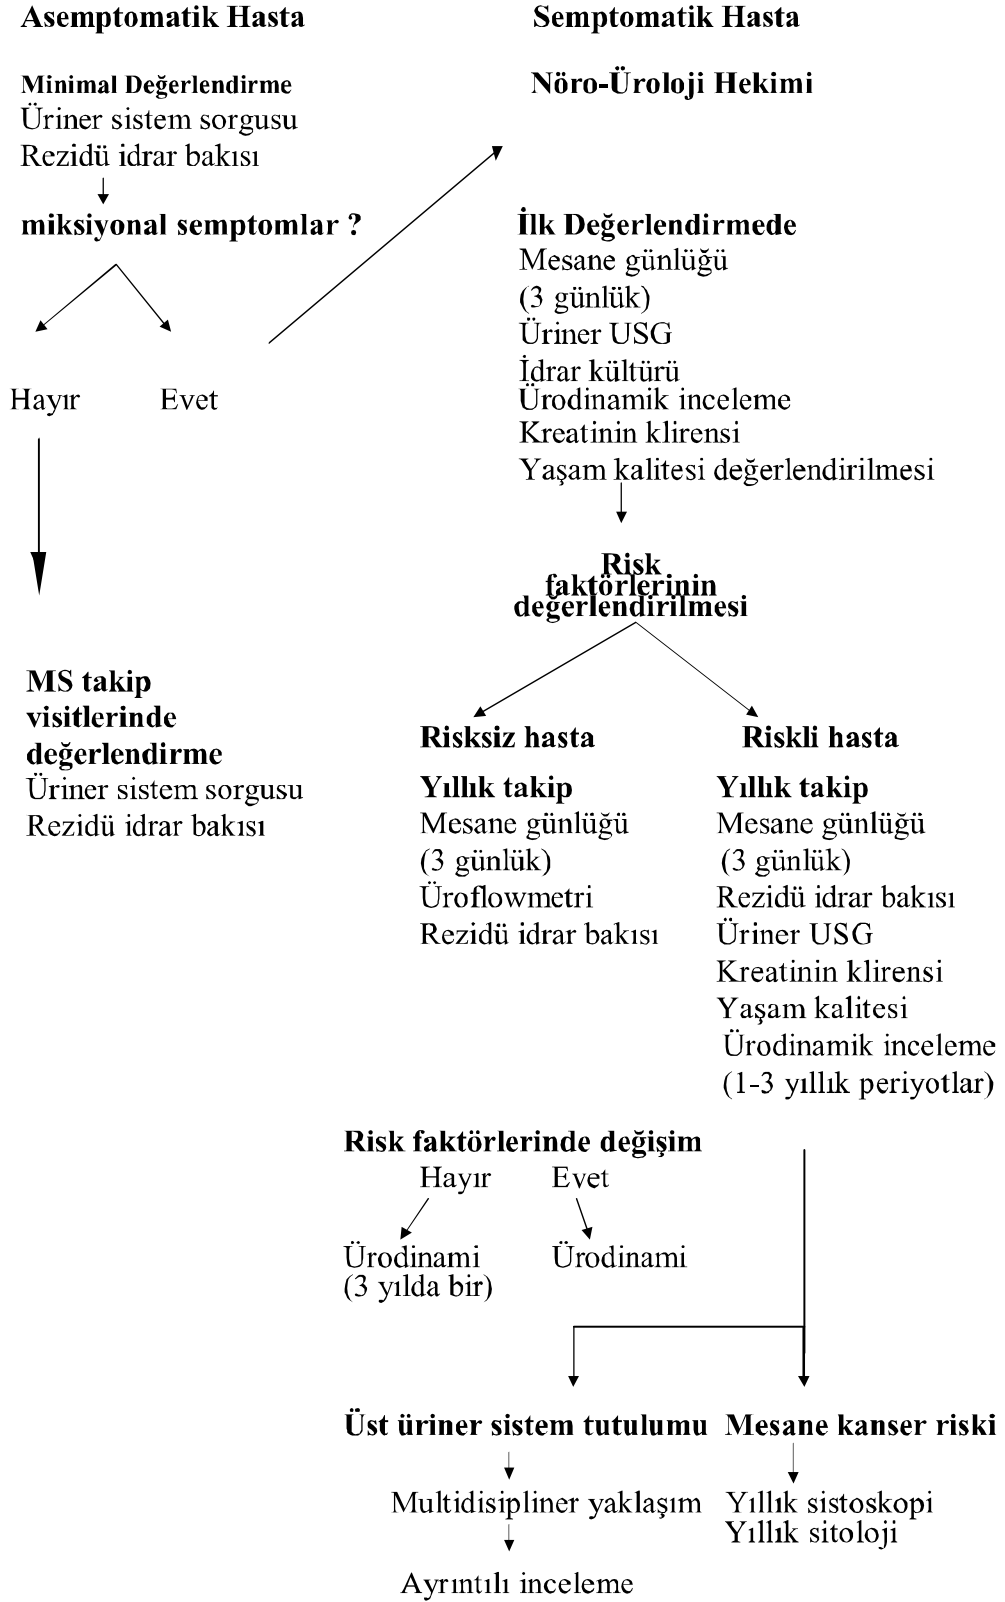 Asemptomatik Hasta
Minimal Değerlendirme
Üriner sistem sorgusu
Rezidü idrar bakısı
miksiyonal semptomlar ?
Hayır
Evet
MS takip
visitlerinde
değerlendirme
Üriner sistem sorgusu
Rezidü idrar bakısı
Semptomatik Hasta
Nöro-Üroloji Hekimi
İlk Değerlendirmede
Mesane günlüğü
(3 günlük)
Üriner USG
İdrar kültürü
Ürodinamik inceleme
Kreatinin klirensi
Yaşam kalitesi değerlendirilmesi
Risk
faktörlerinin
değerlendirilmesi
Risksiz hasta
Yıllık takip
Mesane günlüğü
(3 günlük)
Üroflowmetri
Rezidü idrar bakısı
Riskli hasta
Yıllık takip
Mesane günlüğü
(3 günlük)
Rezidü idrar bakısı
Üriner USG
Kreatinin klirensi
Yaşam kalitesi
Ürodinamik inceleme
(1-3 yıllık periyotlar)
Risk faktörlerinde değişim
Hayır
Evet
Ürodinami
(3 yılda bir)
Ürodinami
Üst üriner sistem tutulumu
Multidisipliner yaklaşım
Ayrıntılı inceleme
Mesane kanser riski
Yıllık sistoskopi
Yıllık sitoloji